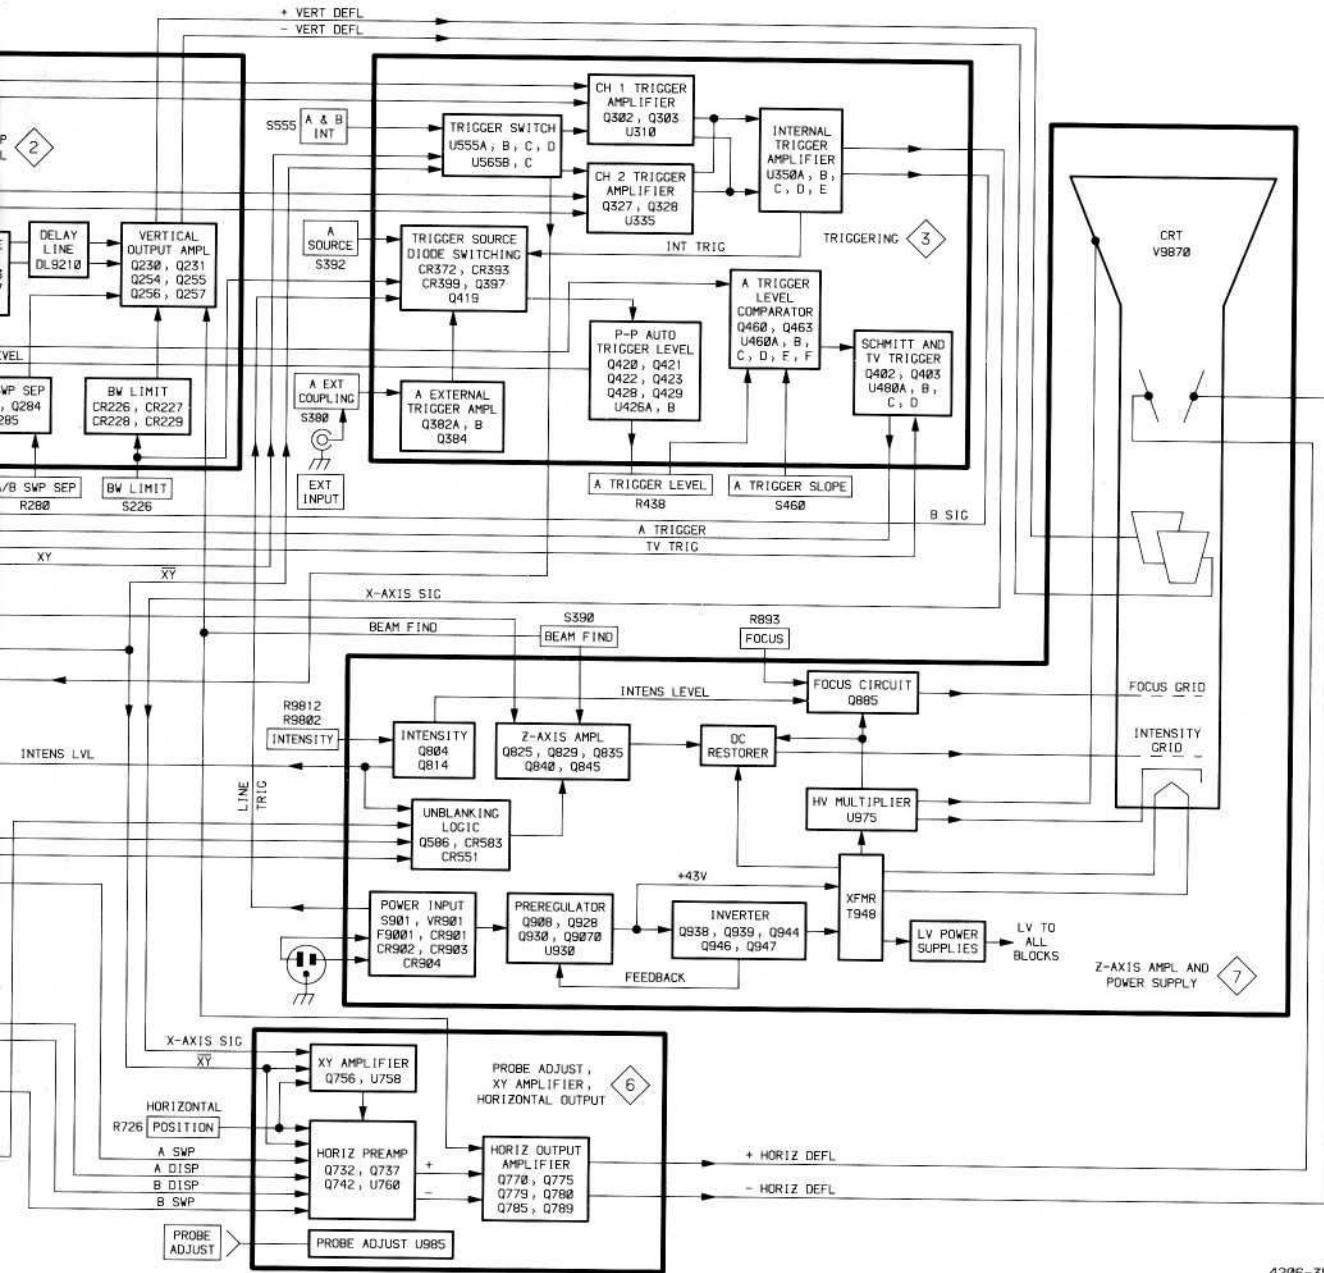 + VERT DEFL
- VERT DEFL
2
DELAY
LINE
DL9210
VERTICAL
OUTPUT AMPL
Q230, Q231
Q254, Q255
Q256, Q257
SWP SEP
, Q284
BW LIMIT
CR226, CR227
CR228, CR229
A/B SWP SEP
R280
BW LIMIT
S226
S555
A & B
INT
TRIGGER SWITCH
U555A, B, C, D
U565B, C
CH 1 TRIGGER
AMPLIFIER
Q302, Q303
U310
CH 2 TRIGGER
AMPLIFIER
Q327, Q328
U335
INTERNAL
TRIGGER
AMPLIFIER
U350A, B,
C, D, E
TRIGGERING
3
A
SOURCE
S392
TRIGGER SOURCE
DIODE SWITCHING
CR372, CR393
CR399, Q397
Q419
INT TRIG
A TRIGGER
LEVEL
COMPARATOR
Q460, Q463
U460A, B,
C, D, E, F
P-P AUTO
TRIGGER LEVEL
Q420, Q421
Q422, Q423
Q428, Q429
U426A, B
SCHMITT AND
TV TRIGGER
Q402, Q403
U480A, B,
C, D
A EXT
COUPLING
S380
A EXTERNAL
TRIGGER AMPL
Q382A, B
Q384
EXT
INPUT
A TRIGGER LEVEL
R438
A TRIGGER SLOPE
S460
B SIG
A TRIGGER
TV TRIG
XY
XY
X-AXIS SIG
BEAM FIND
S390
BEAM FIND
R893
FOCUS
CRT
V9870
FOCUS GRID
INTENSITY
GRID
FOCUS CIRCUIT
Q885
INTENS LEVEL
R9812
R9802
INTENSITY
INTENSITY
Q804
Q814
Z-AXIS AMPL
Q825, Q829, Q835
Q840, Q845
DC
RESTORER
INTENS LVL
LINE
TRIG
UNBLANKING
LOGIC
Q586, CR583
CR551
HV MULTIPLIER
U975
+43V
XFMR
T948
POWER INPUT
S901, VR901
F9001, CR901
CR902, CR903
CR904
PREREGULATOR
Q908, Q928
Q930, Q9070
U930
INVERTER
Q938, Q939, Q944
Q946, Q947
FEEDBACK
LV POWER
SUPPLIES
LV TO
ALL
BLOCKS
Z-AXIS AMPL AND
POWER SUPPLY
7
X-AXIS SIG
XY
XY AMPLIFIER
Q756, U758
PROBE ADJUST,
XY AMPLIFIER,
HORIZONTAL OUTPUT
6
HORIZONTAL
R726 POSITION
A SWP
A DISP
B DISP
B SWP
HORIZ PREAMP
Q732, Q737
Q742, U760
+
-
HORIZ OUTPUT
AMPLIFIER
Q770, Q775
Q779, Q780
Q785, Q789
+ HORIZ DEFL
- HORIZ DEFL
PROBE
ADJUST
PROBE ADJUST U985